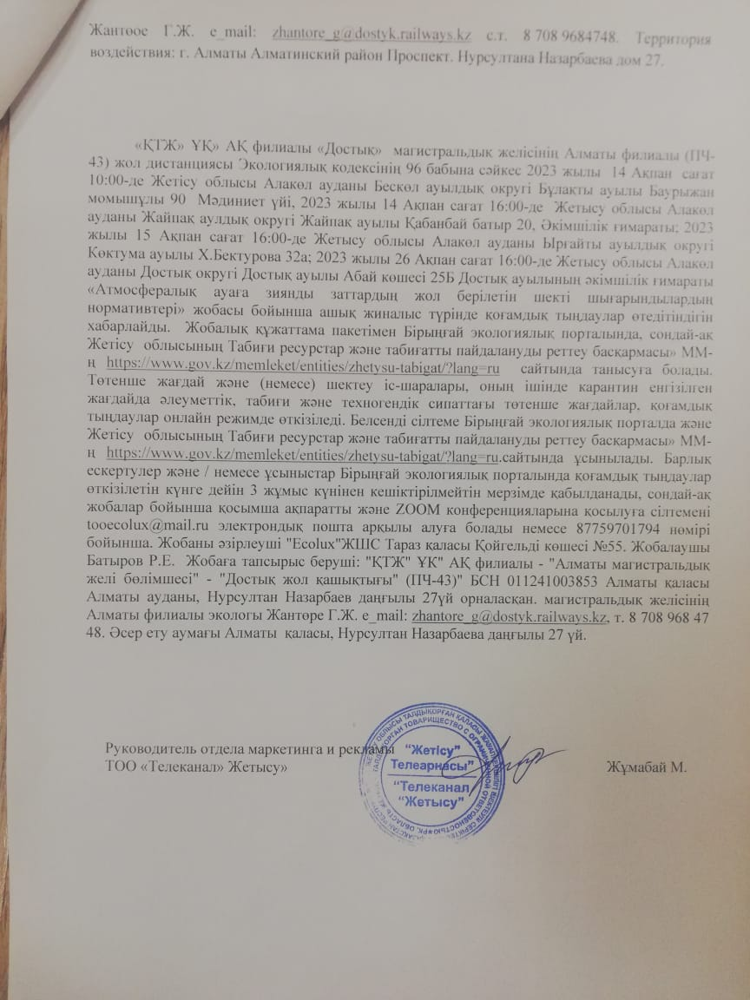 Жантөое Г.Ж. e_mail: zhantore_g@dostyk.railways.kz с.т. 8 708 9684748. Территория
воздействия: г. Алматы Алматинский район Проспект. Нурсултана Назарбаева дом 27.
«ҚТЖ» ҰҚ» АҚ филиалы «Достық» магистральдық желісінің Алматы филиалы (ПЧ-
43) жол дистанциясы Экологиялық кодексінің 96 бабына сәйкес 2023 жылы 14 Ақпан сағат
10:00-де Жетісу облысы Алакөл ауданы Бескөл ауылдық округі Бұлакты ауылы Баурыжан
момышұлы 90 Мәдиниет үйі, 2023 жылы 14 Ақпан сағат 16:00-де Жетысу облысы Алакөл
ауданы Жайпақ аулдық округі Жайпақ ауылы Қабанбай батыр 20, Әкімшілік ғимараты; 2023
жылы 15 Ақпан сағат 16:00-де Жетысу облысы Алакөл ауданы Ырғайты ауылдық округі
Көктума ауылы Х.Бектурова 32а; 2023 жылы 26 Ақпан сағат 16:00-де Жетысу облысы Алакөл
ауданы Достық округі Достық ауылы Абай көшесі 25Б Достық ауылының әкімшілік ғимараты
«Атмосфералық ауаға зиянды заттардың жол берілетін шекті шығарындылардың
нормативтері» жобасы бойынша ашық жиналыс түрінде қоғамдық тыңдаулар өтедітіндігін
хабарлайды. Жобалық құжаттама пакетімен Бірыңғай экологиялық порталында, сондай-ақ
Жетісу облысының Табиғи ресурстар және табиғатты пайдалануды реттеу басқармасы» ММ-
ң https://www.gov.kz/memleket/entities/zhetysu-tabigat/?lang=ru сайтында танысуға болады.
Төтенше жағдай және (немесе) шектеу іс-шаралары, оның ішінде карантин енгізілген
жағдайда әлеуметтік, табиғи және техногендік сипаттағы төтенше жағдайлар, қоғамдық
тыңдаулар онлайн режимде өткізіледі. Белсенді сілтеме Бірыңғай экологиялық порталда және
Жетісу облысының Табиғи ресурстар және табиғатты пайдалануды реттеу басқармасы» ММ-
ң https://www.gov.kz/memleket/entities/zhetysu-tabigat/?lang=ru.сайтында ұсынылады. Барлық
ескертулер және / немесе ұсыныстар Бірыңғай экологиялық порталында қоғамдық тыңдаулар
өткізілетін күнге дейін 3 жұмыс күнінен кешіктірілмейтін мерзімде қабылданады, сондай-ақ
жобалар бойынша қосымша ақпаратты және ZOOM конференцияларына қосылуға сілтемені
tooecolux@mail.ru электрондық пошта арқылы алуға болады немесе 87759701794 нөмірі
бойынша. Жобаны әзірлеуші "Ecolux"ЖШС Тараз қаласы Қойгельді көшесі №55. Жобалаушы
Батыров Р.Е. Жобаға тапсырыс беруші: "ҚТЖ" ҰК" АҚ филиалы - "Алматы магистральдық
желі бөлімшесі" - "Достық жол қашықтығы" (ПЧ-43)" БСН 011241003853 Алматы қаласы
Алматы ауданы, Нурсултан Назарбаев даңғылы 27үй орналасқан. магистральдық желісінің
Алматы филиалы экологы Жантөре Г.Ж. e_mail: zhantore_g@dostyk.railways.kz, т. 8 708 968 47
48. Әсер ету аумағы Алматы қаласы, Нурсултан Назарбаева даңғылы 27 үй.
Руководитель отдела маркетинга и рекламы
ТОО «Телеканал» Жетысу»
Жұмабай М.
"Жетісу"
Телеарнасы"
"Телеканал
"Жетысу"